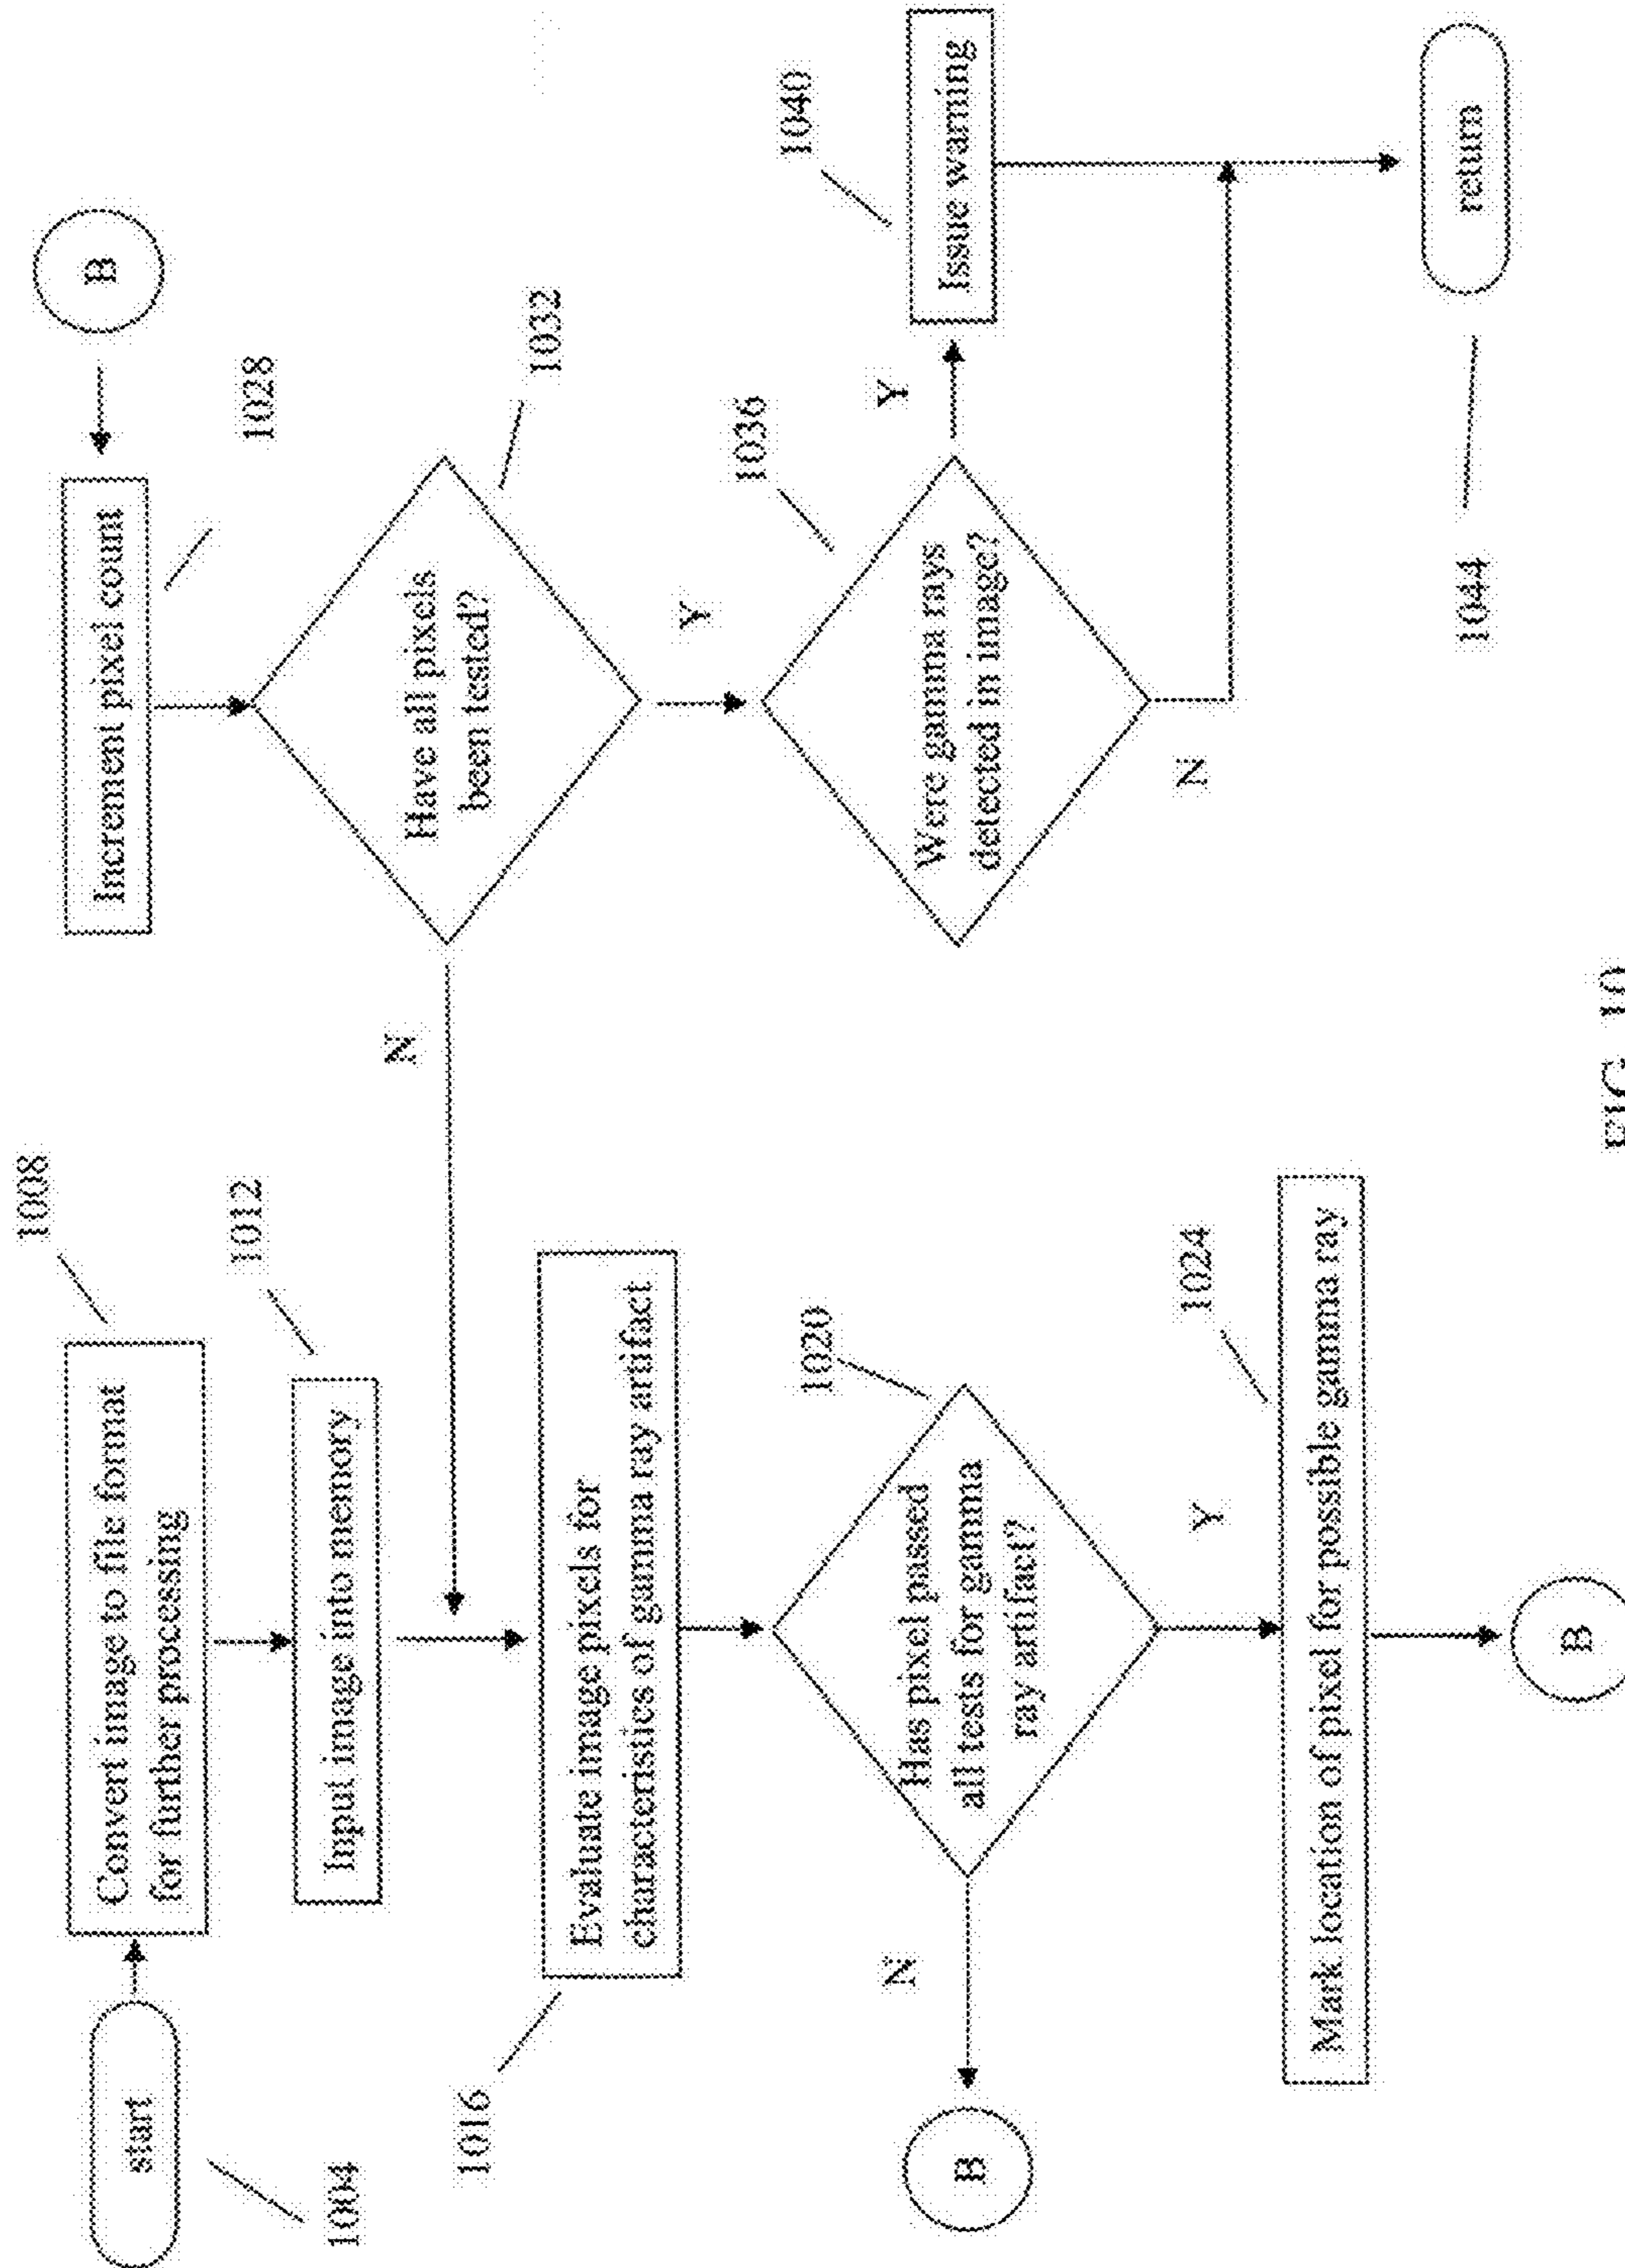 start
1004
Convert image to file format
for further processing
1008
Input image into memory
1012
Evaluate image pixels for
characteristics of gamma ray artifact
1016
Has pixel passed
all tests for gamma
ray artifact?
1020
N
B
Y
Mark location of pixel for possible gamma ray
1024
B
B
Increment pixel count
1028
Have all pixels
been tested?
1032
N
Y
Were gamma rays
detected in image?
1036
Y
N
Issue warning
1040
return
1044
FIG. 10